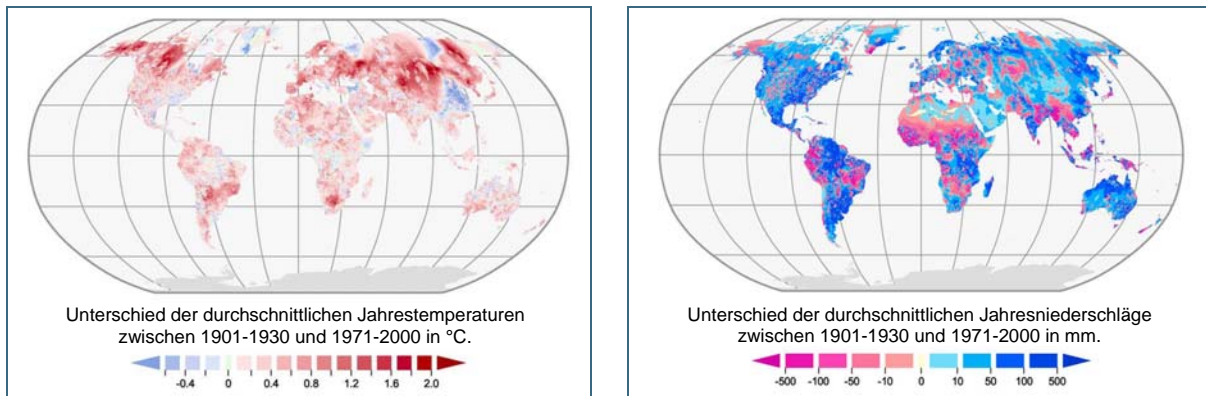 Unterschied der durchschnittlichen Jahrestemperaturen
zwischen 1901-1930 und 1971-2000 in °C.
-0.4 0 0.4 0.8 1.2 1.6 2.0
Unterschied der durchschnittlichen Jahresniederschläge
zwischen 1901-1930 und 1971-2000 in mm.
-500 -100 -50 -10 0 10 50 100 500